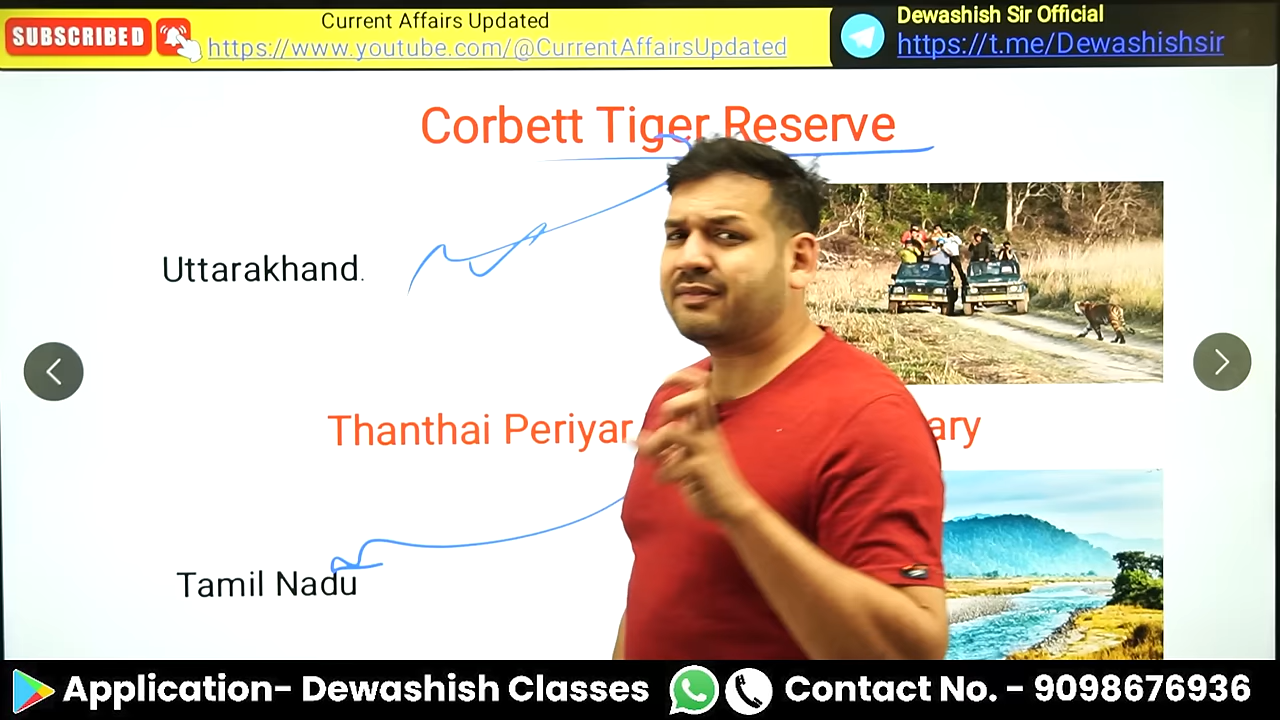 SUBSCRIBED
Current Affairs Updated
https://www.youtube.com/@CurrentAffairsUpdated
Dewashish Sir Official
https://t.me/Dewashishsir
Corbett Tiger Reserve
Uttarakhand.
Thanthai Periyar ary
Tamil Nadu
Application- Dewashish Classes
Contact No. - 9098676936